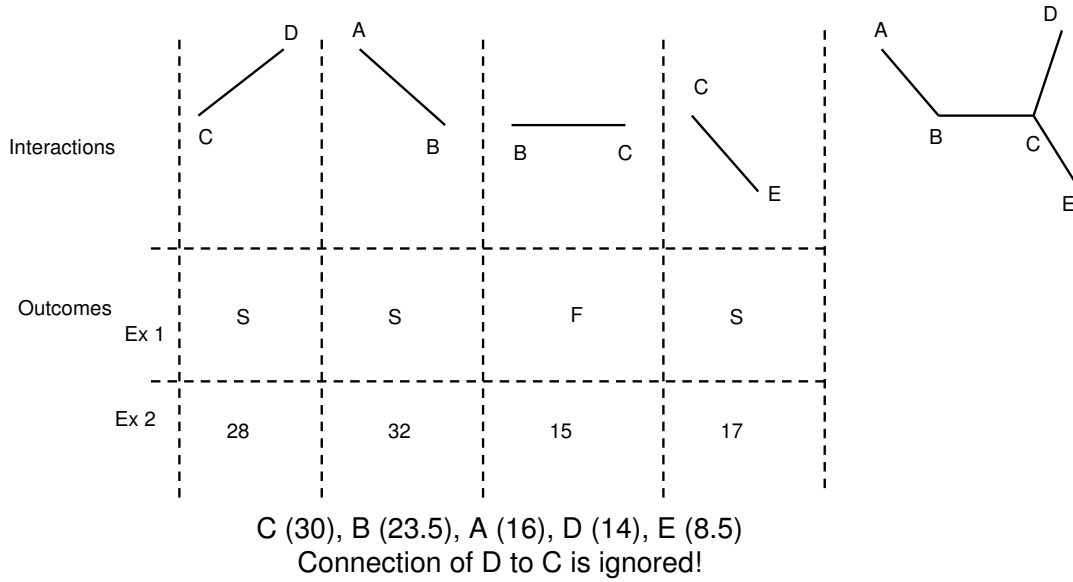 D
C
A
B
B
C
C
E
A
D
B
C
E
Interactions
Outcomes
Ex 1
S
S
F
S
Ex 2
28
32
15
17
C (30), B (23.5), A (16), D (14), E (8.5)
Connection of D to C is ignored!